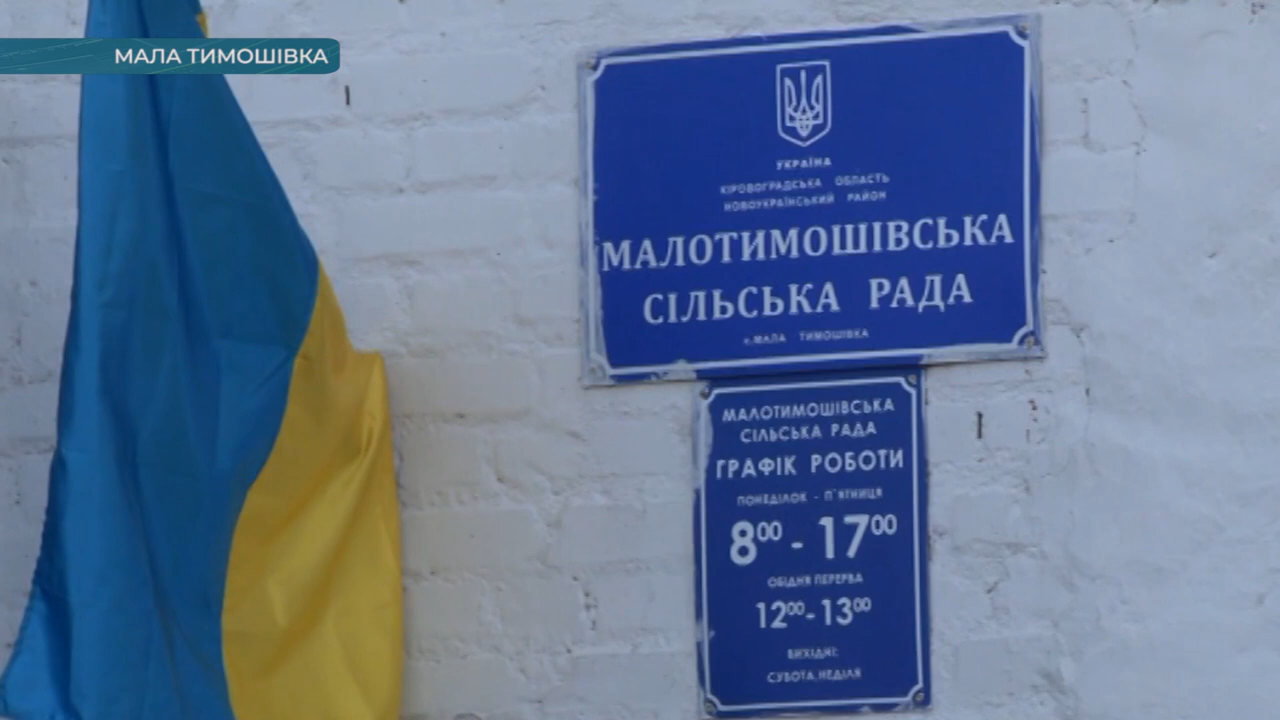 МАЛА ТИМОШІВКА
УКРАЇНА
КІРОВОГРАДСЬКА ОБЛАСТЬ
НОВОУКРАЇНСЬКИЙ РАЙОН
МАЛОТИМОШІВСЬКА
СІЛЬСЬКА РАДА
с.МАЛА ТИМОШІВКА
МАЛОТИМОШІВСЬКА
СІЛЬСЬКА РАДА
ГРАФІК РОБОТИ
ПОНЕДІЛОК - П'ЯТНИЦЯ
8⁰⁰ - 17⁰⁰
ОБІДНЯ ПЕРЕРВА
12⁰⁰-13⁰⁰
ВИХІДНІ:
СУБОТА, НЕДІЛЯ